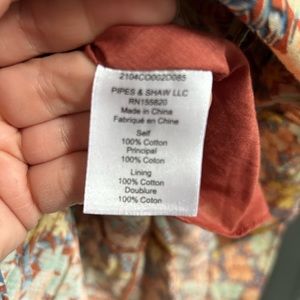 2104CO002D085
PIPES & SHAW LLC
RN155820
Made in China
Fabriqué en Chine
Self
100% Cotton
Principal
100% Coton
Lining
100% Cotton
Doublure
100% Coton